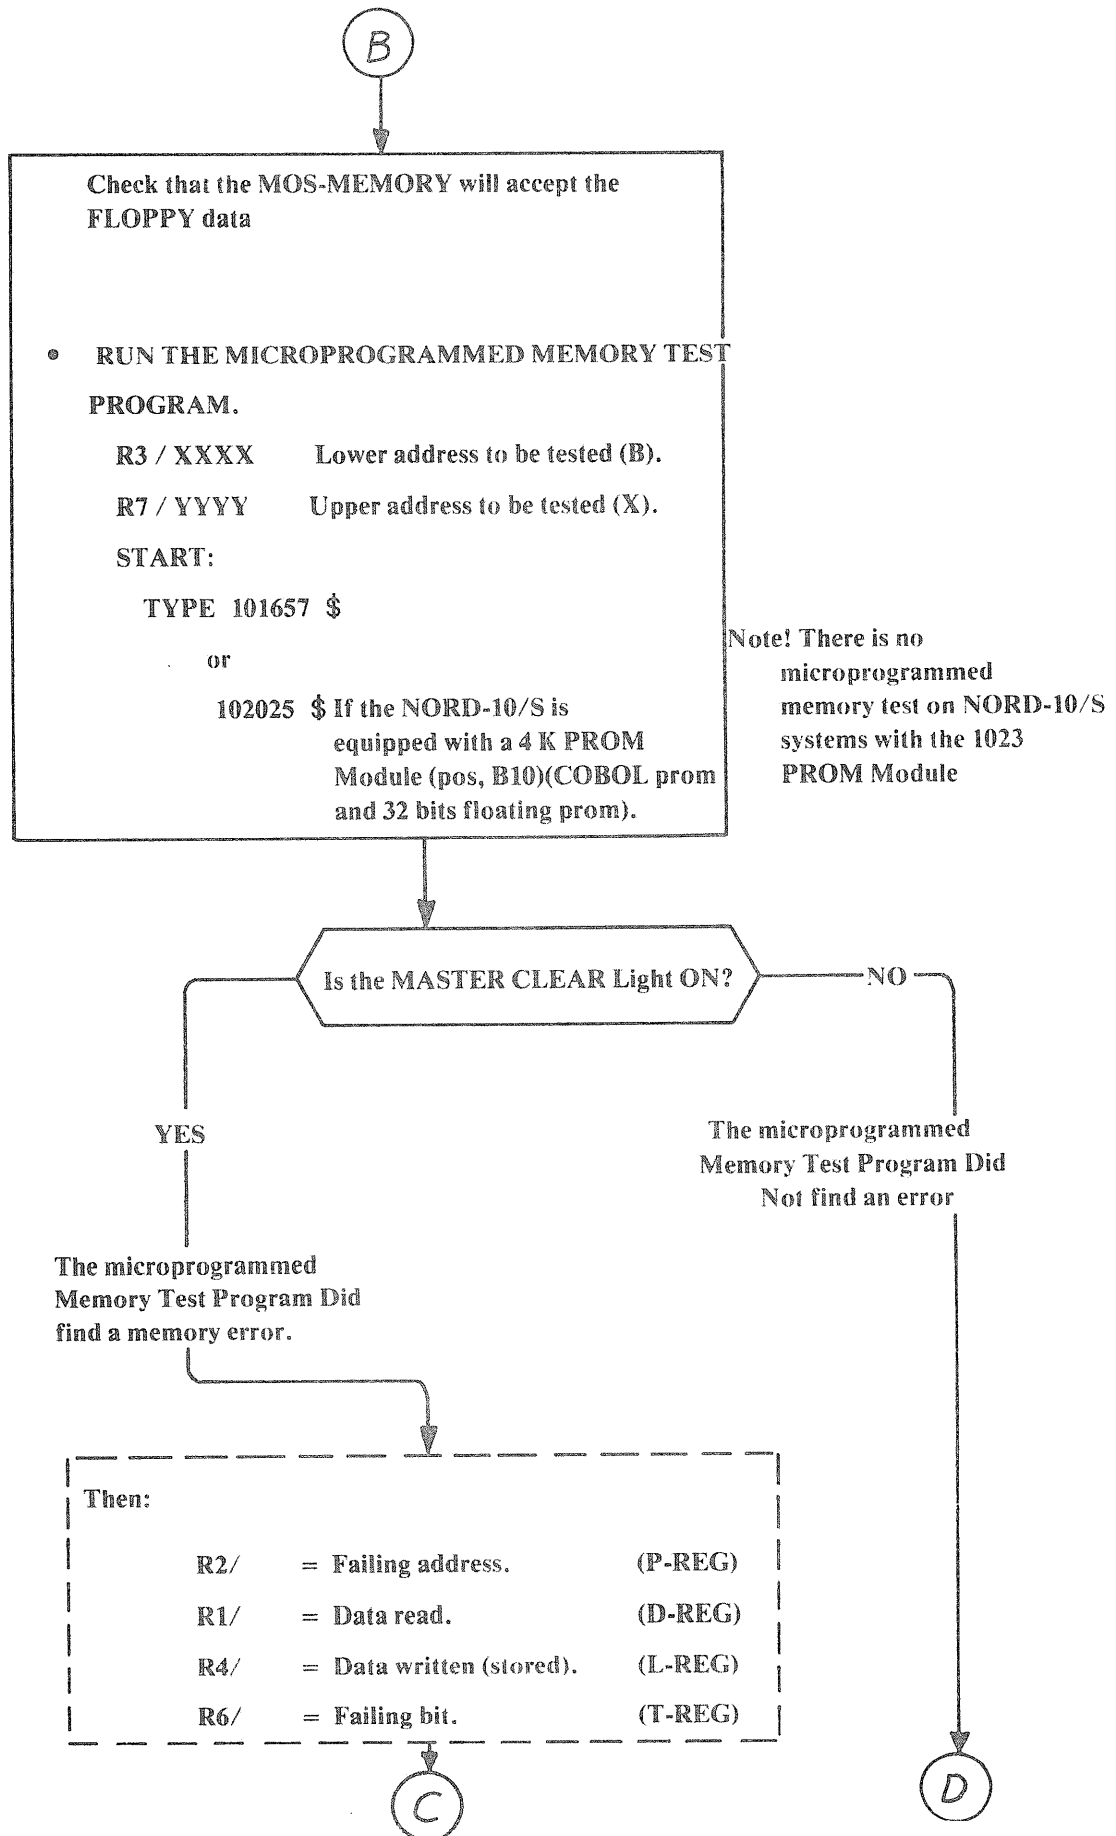 B
Check that the MOS-MEMORY will accept the
FLOPPY data
• RUN THE MICROPROGRAMMED MEMORY TEST
PROGRAM.
R3 / XXXX Lower address to be tested (B).
R7 / YYYY Upper address to be tested (X).
START:
TYPE 101657 $
or
102025 $ If the NORD-10/S is
equipped with a 4 K PROM
Module (pos, B10)(COBOL prom
and 32 bits floating prom).
Note! There is no
microprogrammed
memory test on NORD-10/S
systems with the 1023
PROM Module
Is the MASTER CLEAR Light ON?
NO
YES
The microprogrammed
Memory Test Program Did
Not find an error
The microprogrammed
Memory Test Program Did
find a memory error.
Then:
R2/ = Failing address. (P-REG)
R1/ = Data read. (D-REG)
R4/ = Data written (stored). (L-REG)
R6/ = Failing bit. (T-REG)
C
D